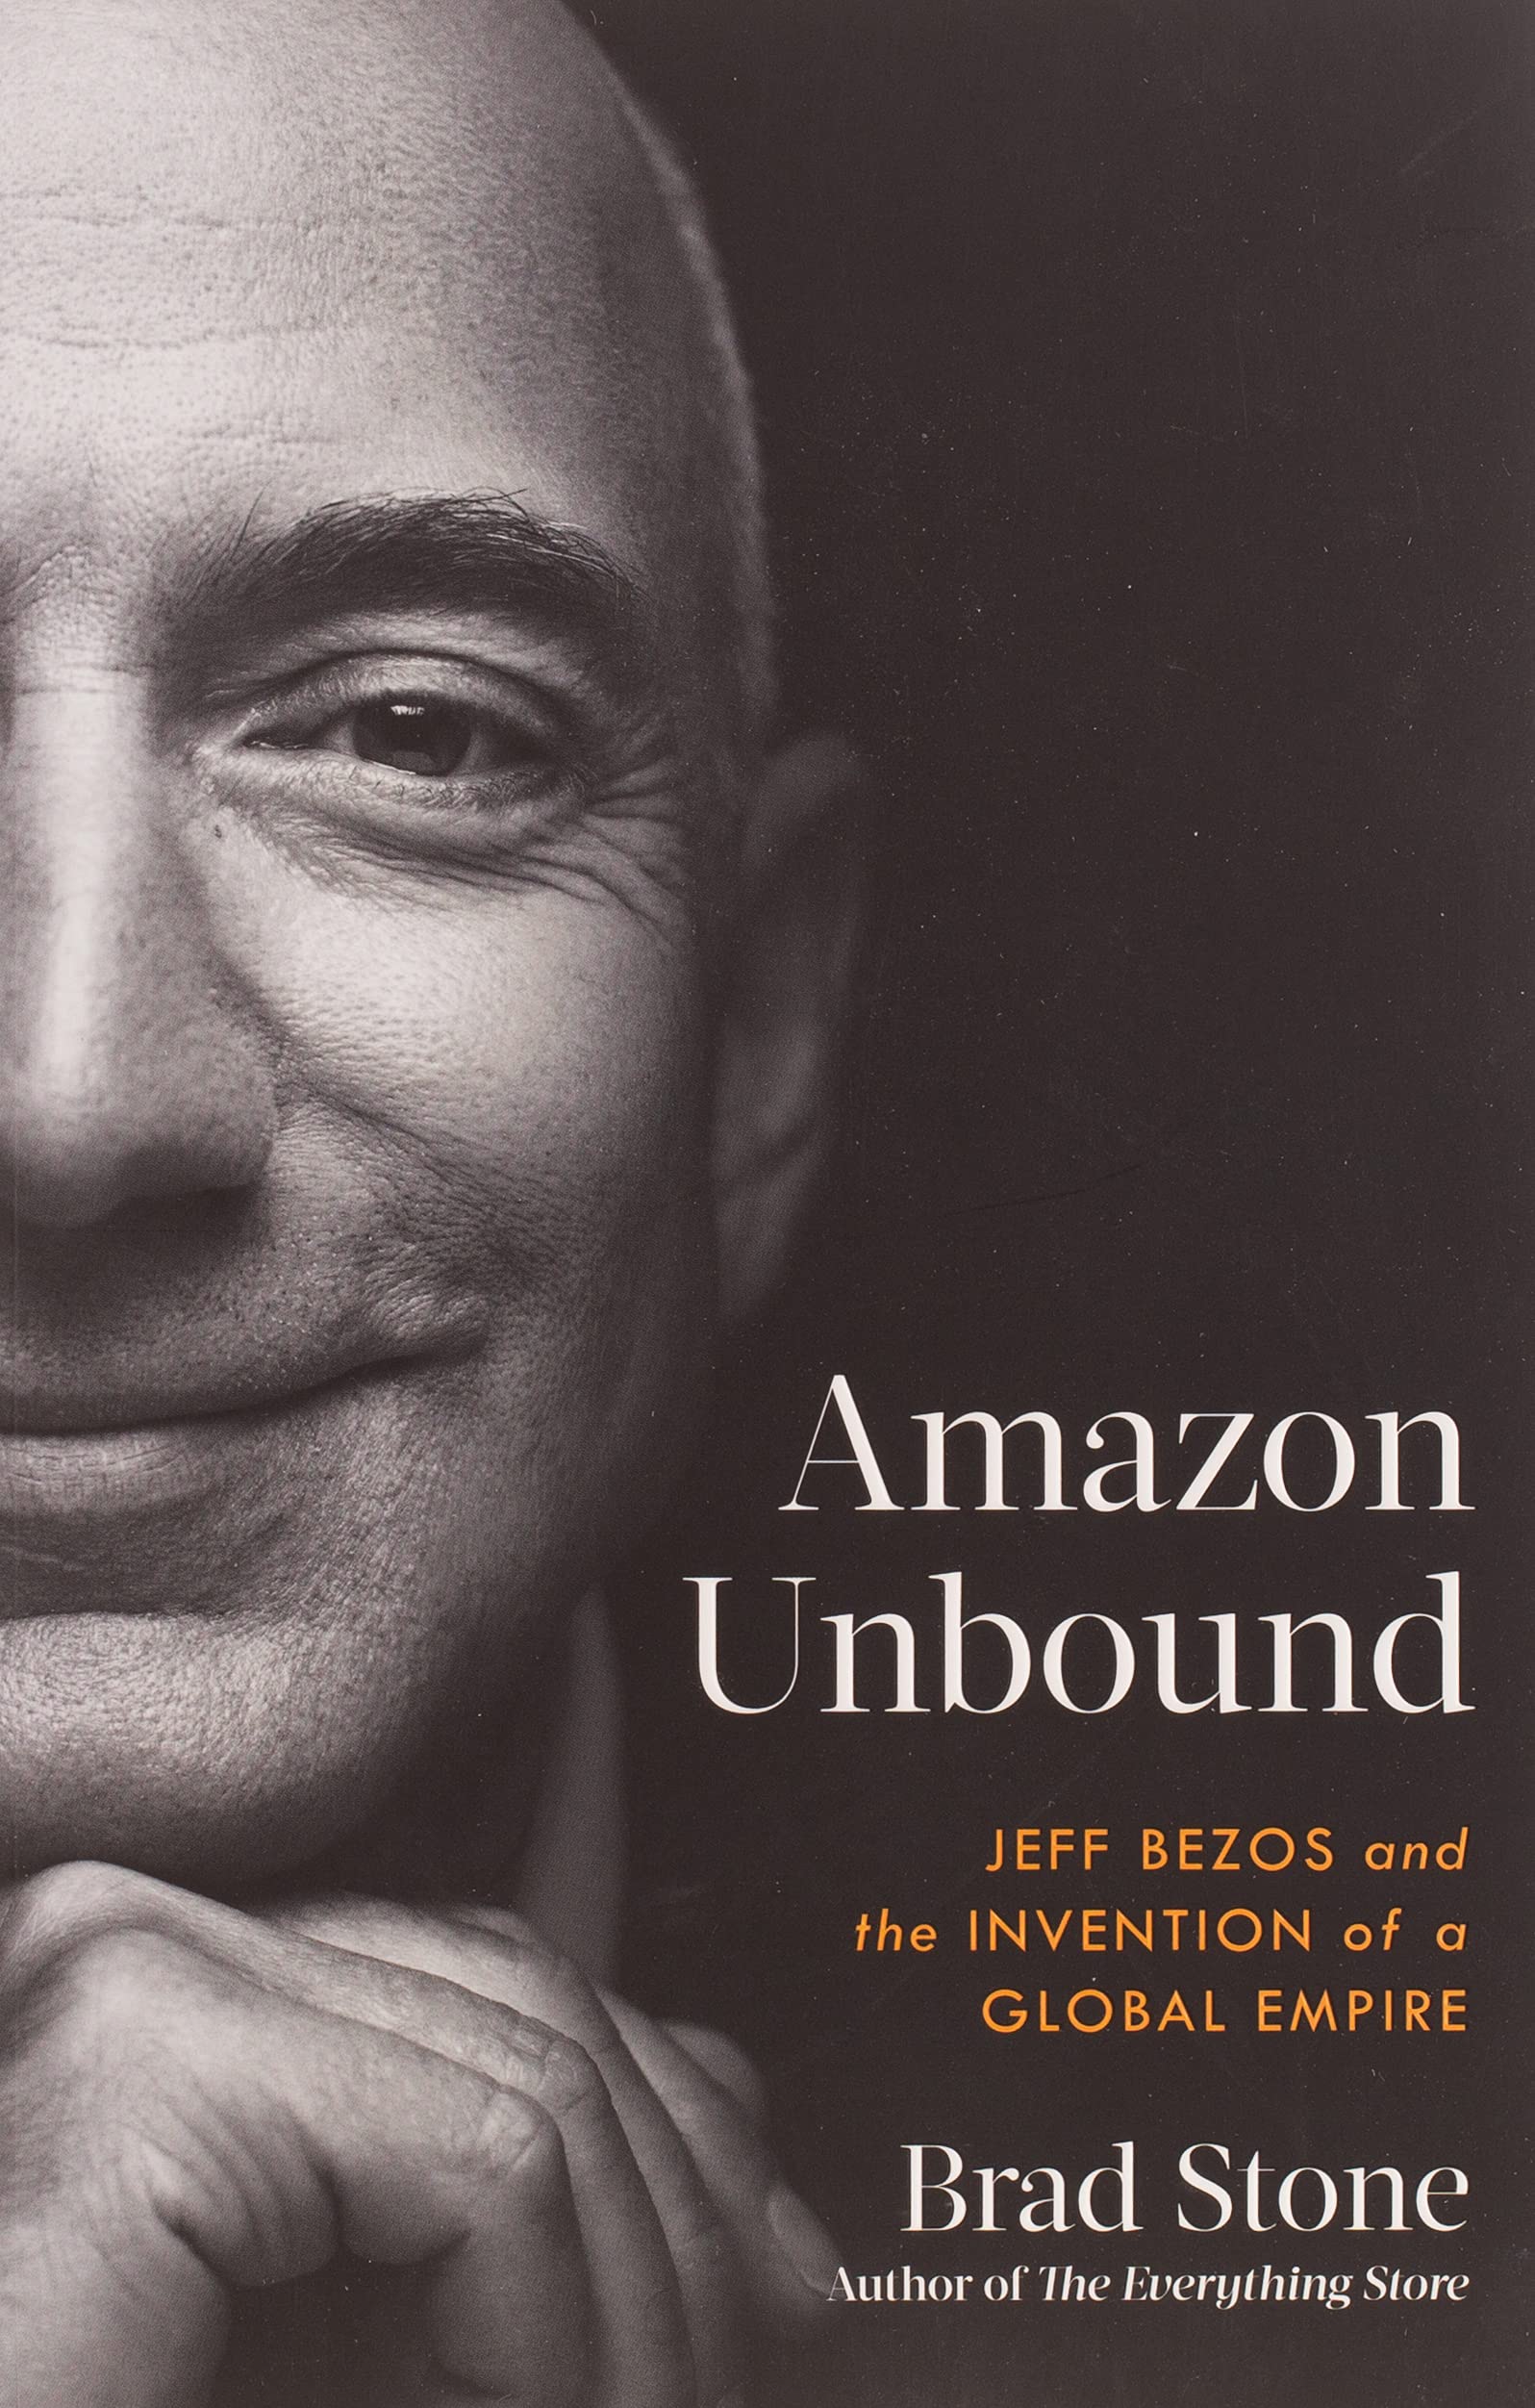 Amazon
Unbound
JEFF BEZOS and
the INVENTION of a
GLOBAL EMPIRE
Brad Stone
Author of The Everything Store